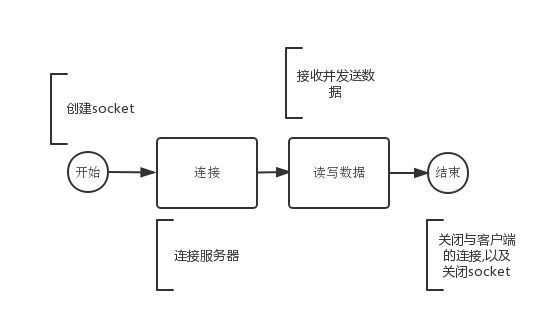 接收并发送数
据
创建socket
开始
连接
读写数据
结束
连接服务器
关闭与客户端
的连接,以及
关闭socket